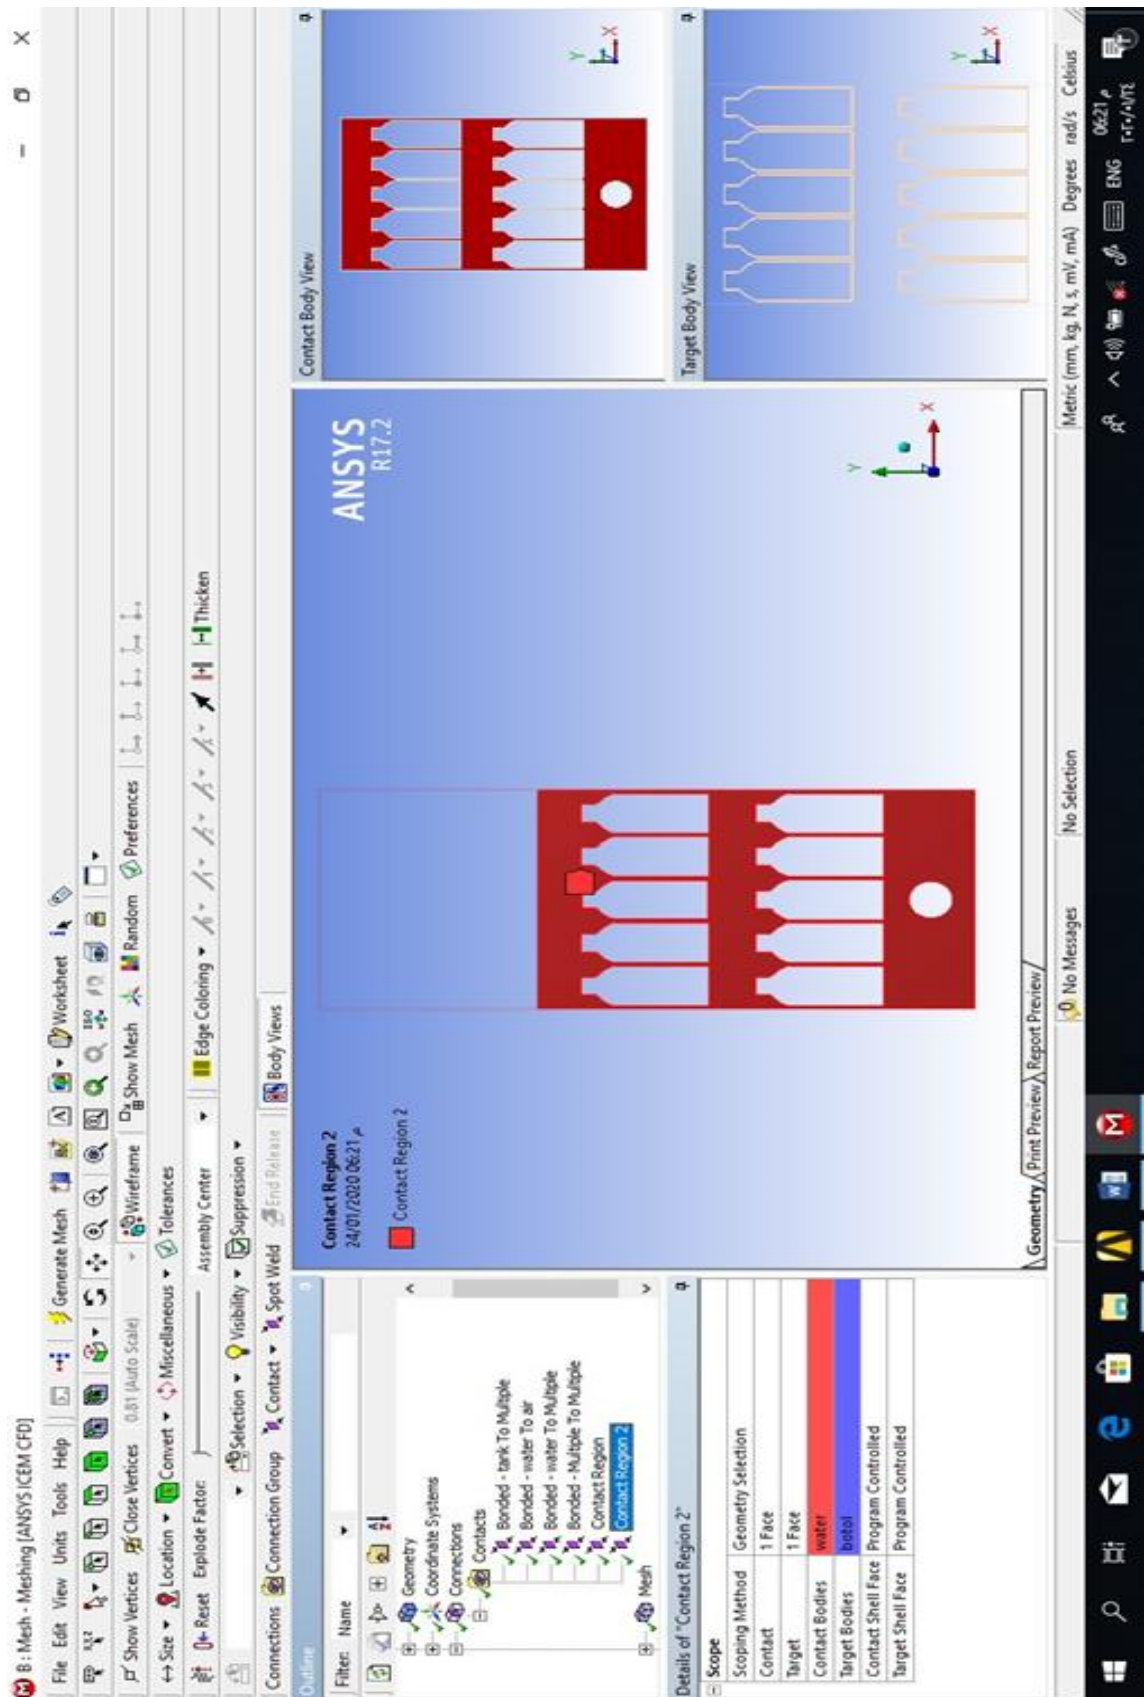 B : Mesh - Meshing [ANSYS ICEM CFD]
File Edit View Units Tools Help Generate Mesh Worksheet
Show Vertices Close Vertices 0.81 (Auto Scale) Wireframe Show Mesh Random Preferences
Size Location Convert Miscellaneous Tolerances
Reset Explode Factor: Assembly Center Edge Coloring Thicken
Selection Visibility Suppression
Connections Connection Group Contact Spot Weld End Release Body Views
Outline
Filter: Name
Geometry
Coordinate Systems
Connections
Contacts
Bonded - tank To Multiple
Bonded - water To air
Bonded - water To Multiple
Bonded - Multiple To Multiple
Contact Region
Contact Region 2
Mesh
Details of "Contact Region 2"
Scope
Scoping Method Geometry Selection
Contact 1 Face
Target 1 Face
Contact Bodies water
Target Bodies botol
Contact Shell Face Program Controlled
Target Shell Face Program Controlled
Contact Region 2
24/01/2020 06:21 م
Contact Region 2
ANSYS
R17.2
Y
X
Geometry Print Preview Report Preview
Contact Body View
Y
X
Target Body View
Y
X
0 No Messages No Selection Metric (mm, kg, N, s, mV, mA) Degrees rad/s Celsius
ENG 06:21 م